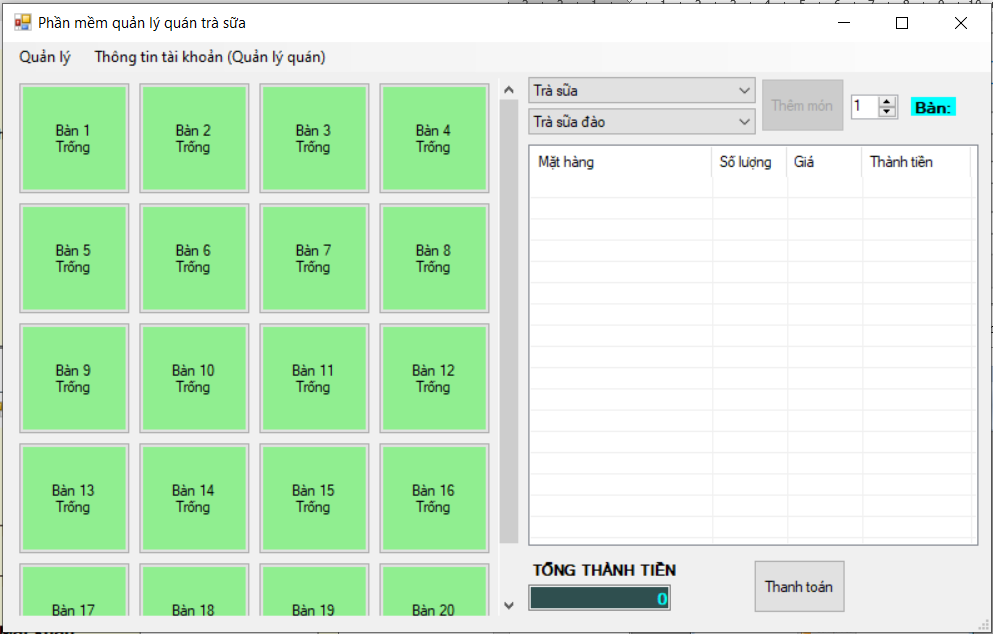 Phần mềm quản lý quán trà sữa
Quản lý Thông tin tài khoản (Quản lý quán)
Bàn 1
Trống
Bàn 2
Trống
Bàn 3
Trống
Bàn 4
Trống
Bàn 5
Trống
Bàn 6
Trống
Bàn 7
Trống
Bàn 8
Trống
Bàn 9
Trống
Bàn 10
Trống
Bàn 11
Trống
Bàn 12
Trống
Bàn 13
Trống
Bàn 14
Trống
Bàn 15
Trống
Bàn 16
Trống
Bàn 17
Bàn 18
Bàn 19
Bàn 20
Trà sữa
Trà sữa đào
Thêm món
1
Bàn:
Mặt hàng Số lượng Giá Thành tiền
TỔNG THÀNH TIỀN
0
Thanh toán